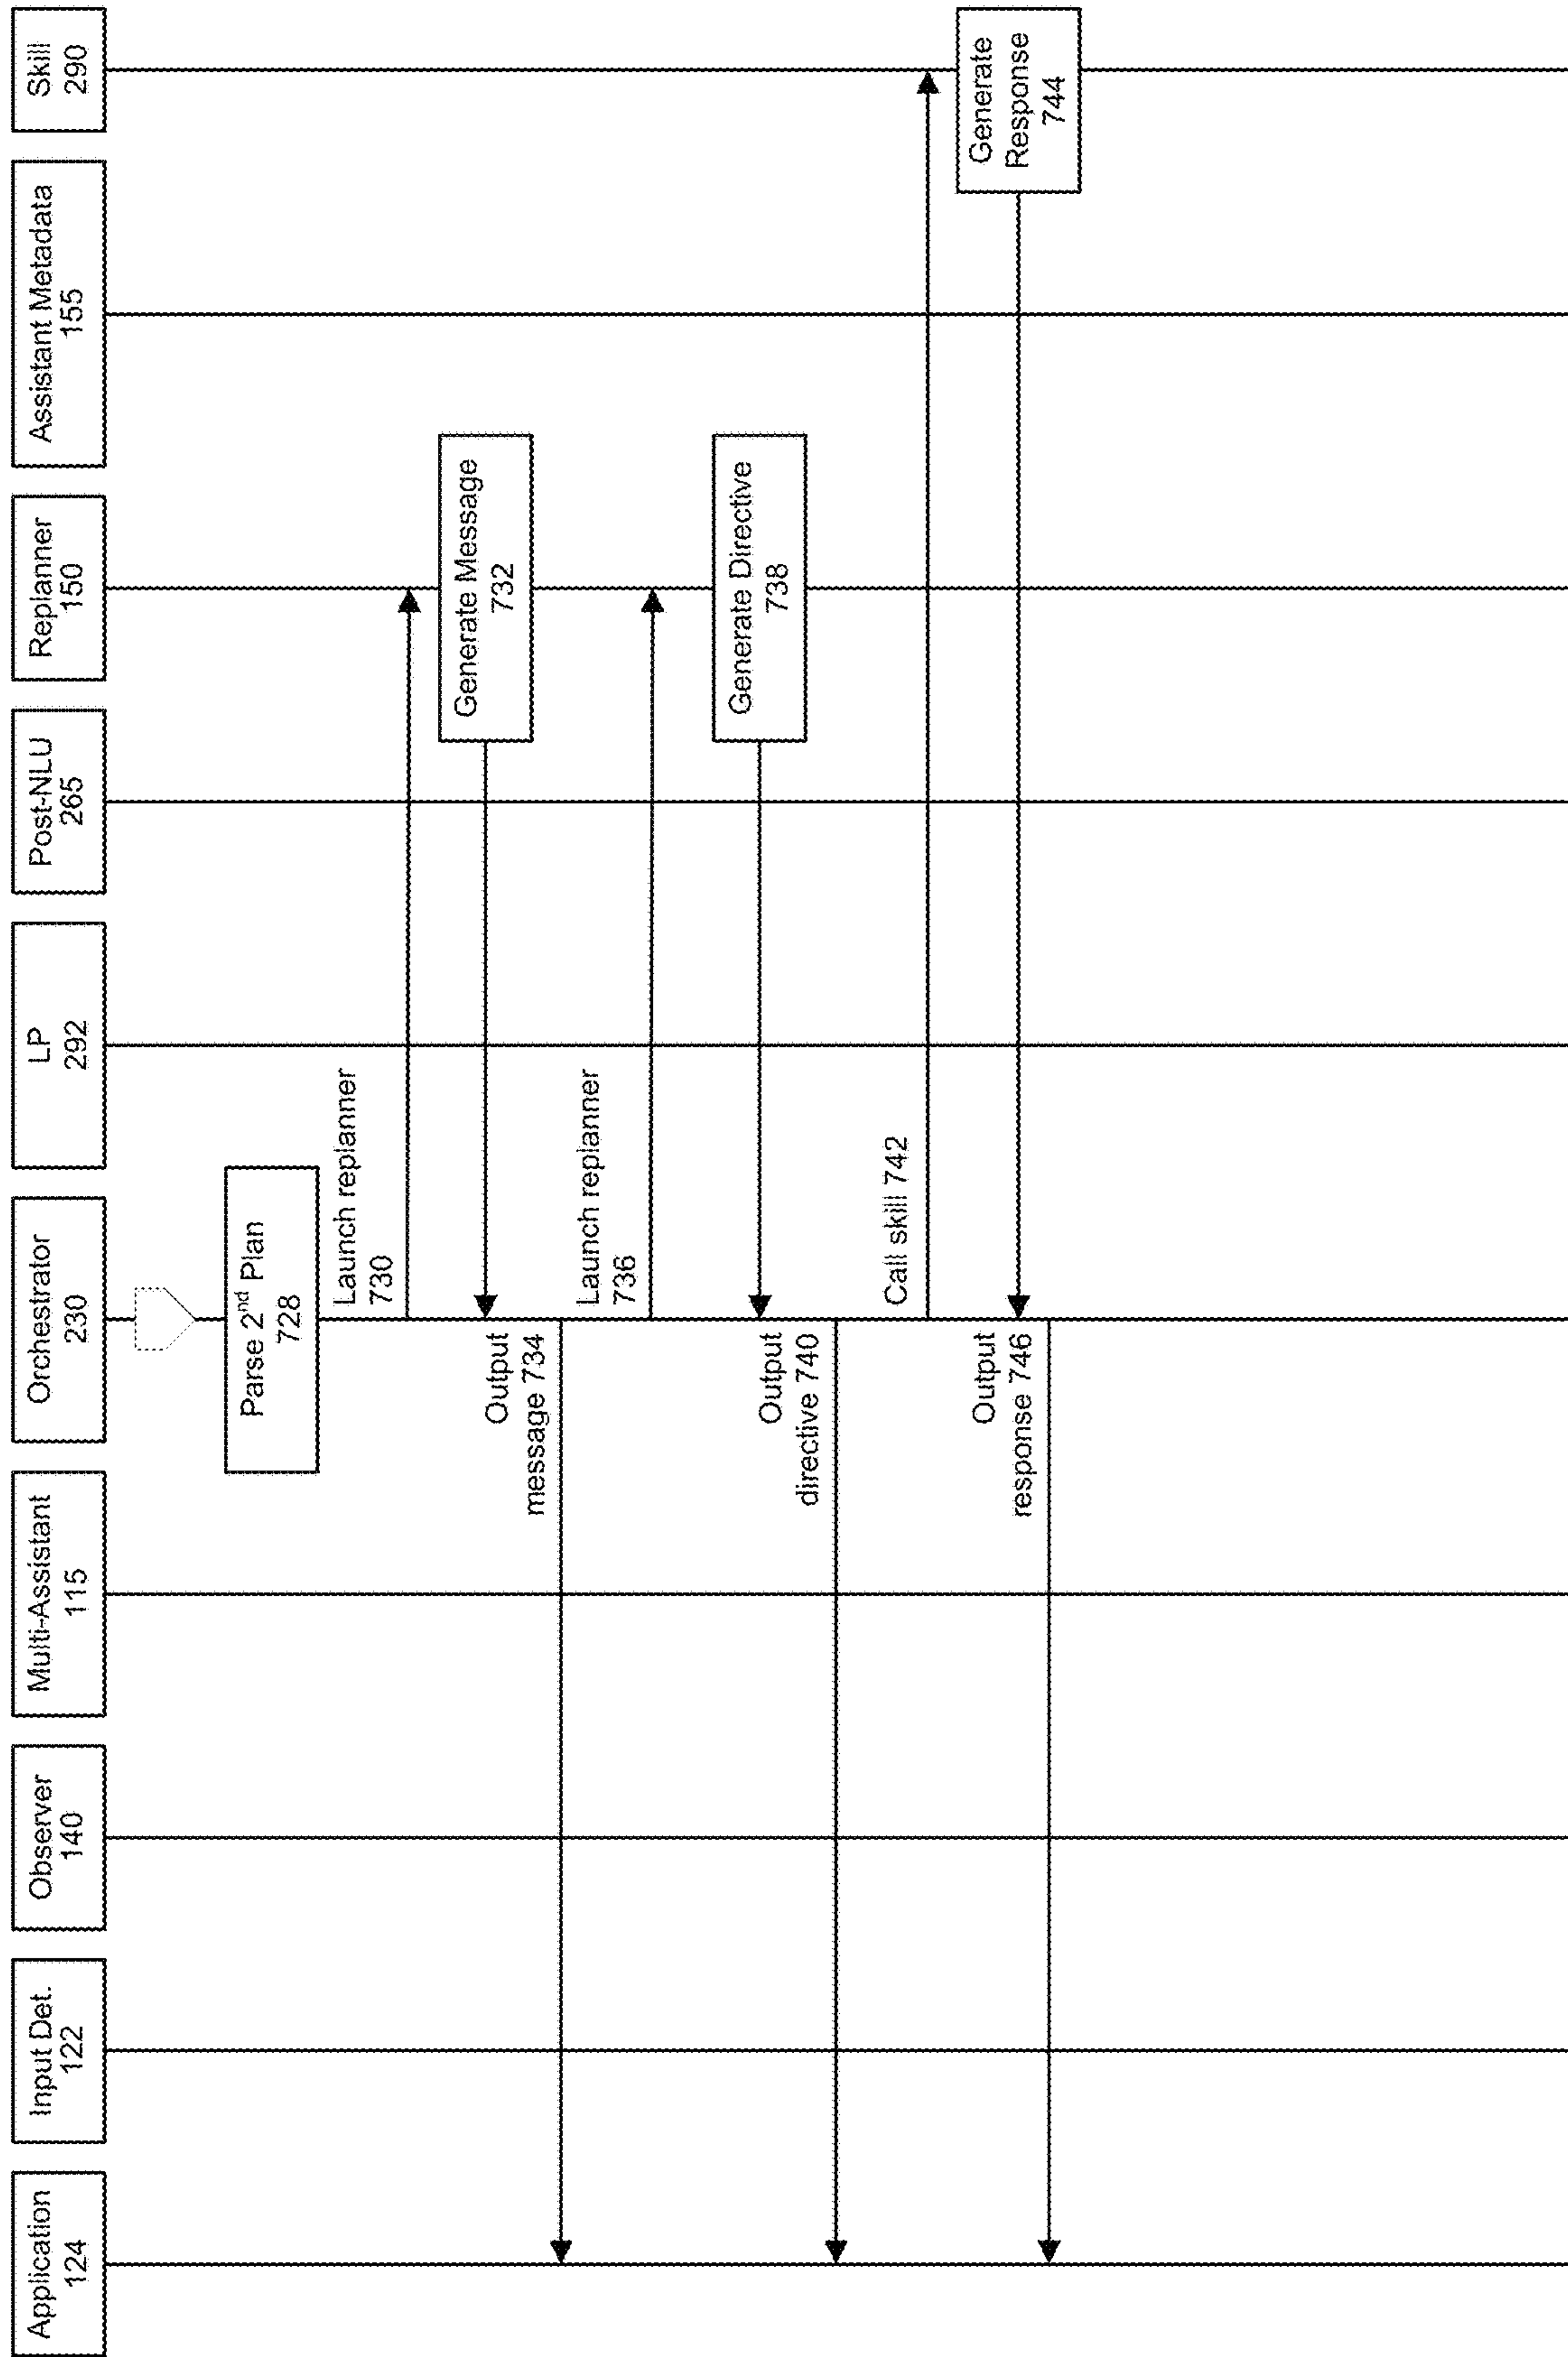 Application
124
Input Det.
122
Observer
140
Multi-Assistant
115
Orchestrator
230
LP
292
Post-NLU
265
Replanner
150
Assistant Metadata
155
Skill
290
Parse 2nd Plan
728
Launch replanner
730
Generate Message
732
Output
message 734
Launch replanner
736
Generate Directive
738
Output
directive 740
Call skill 742
Generate
Response
744
Output
response 746